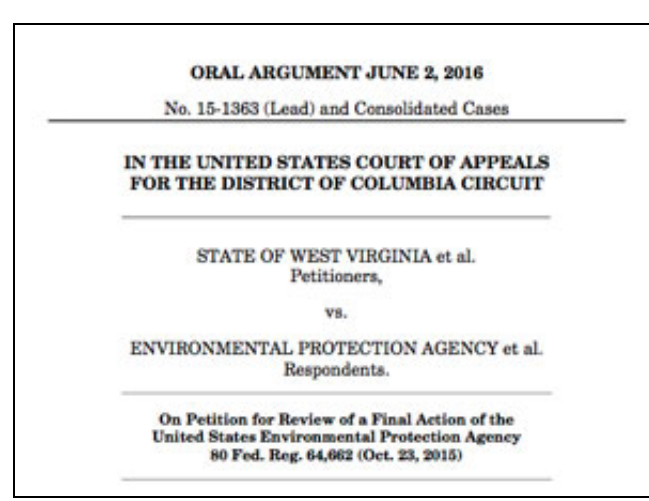 ORAL ARGUMENT JUNE 2, 2016
No. 15-1363 (Lead) and Consolidated Cases
IN THE UNITED STATES COURT OF APPEALS
FOR THE DISTRICT OF COLUMBIA CIRCUIT
STATE OF WEST VIRGINIA et al.
Petitioners,
vs.
ENVIRONMENTAL PROTECTION AGENCY et al.
Respondents.
On Petition for Review of a Final Action of the
United States Environmental Protection Agency
80 Fed. Reg. 64,662 (Oct. 23, 2015)